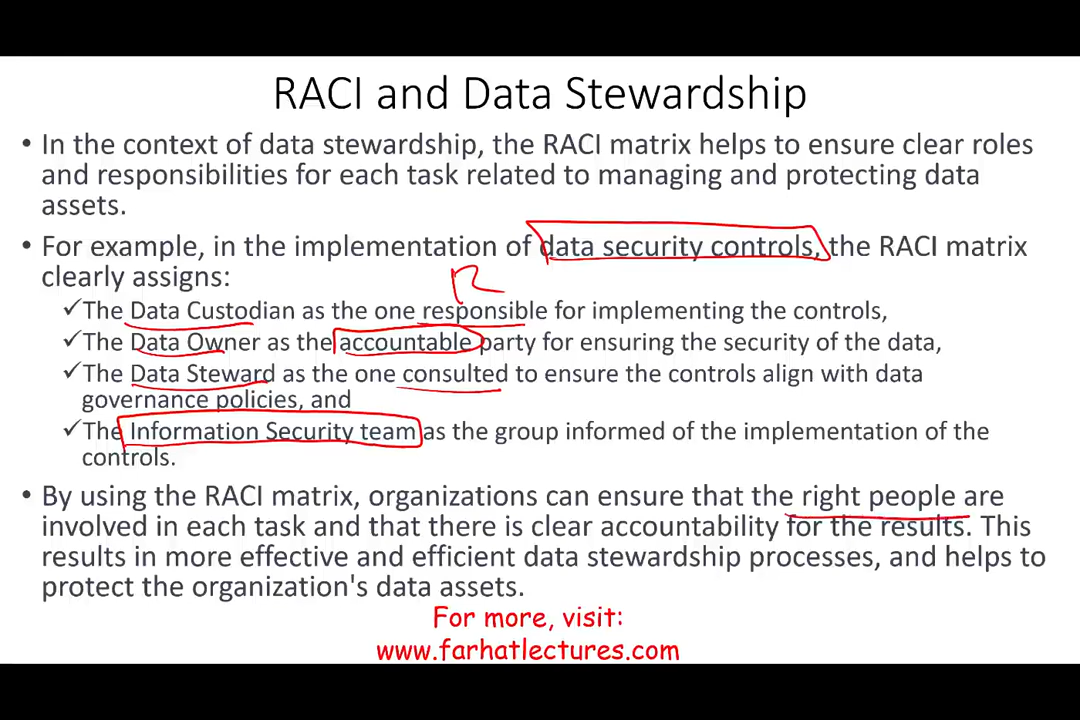 RACI and Data Stewardship
• In the context of data stewardship, the RACI matrix helps to ensure clear roles
and responsibilities for each task related to managing and protecting data
assets.
• For example, in the implementation of data security controls, the RACI matrix
clearly assigns:
R
✓The Data Custodian as the one responsible for implementing the controls,
✓The Data Owner as the accountable party for ensuring the security of the data,
✓The Data Steward as the one consulted to ensure the controls align with data
governance policies, and
✓The Information Security team as the group informed of the implementation of the
controls.
• By using the RACI matrix, organizations can ensure that the right people are
involved in each task and that there is clear accountability for the results. This
results in more effective and efficient data stewardship processes, and helps to
protect the organization's data assets.
For more, visit:
www.farhatlectures.com